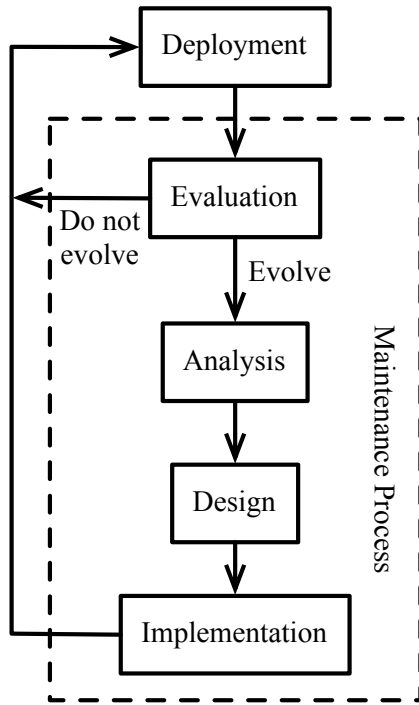 Deployment
Evaluation
Do not
evolve
Evolve
Analysis
Maintenance Process
Design
Implementation